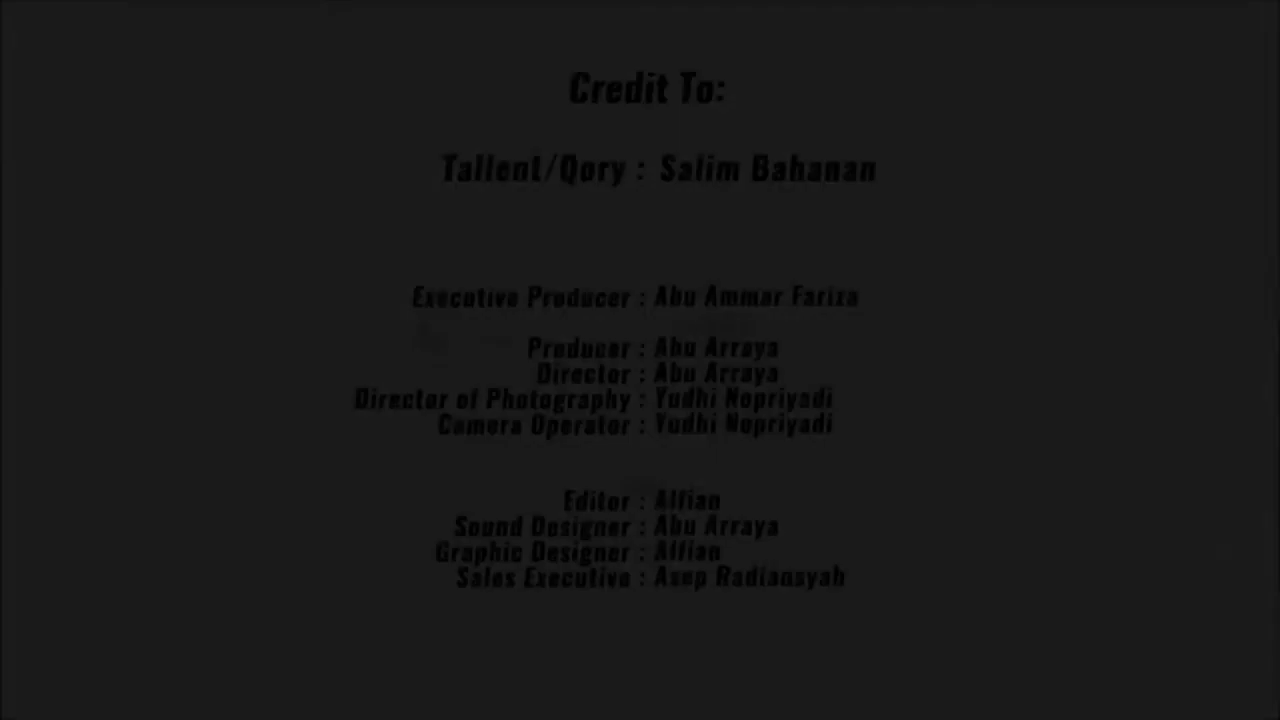 Credit To:
Tallent/Qory : Salim Bahanan
Executive Producer : Abu Ammar Fariza
Producer : Abu Arraya
Director : Abu Arraya
Director of Photography : Yudhi Nopriyadi
Camera Operator : Yudhi Nopriyadi
Editor : Alfian
Sound Designer : Abu Arraya
Graphic Designer : Alfian
Sales Executive : Asep Radiansyah